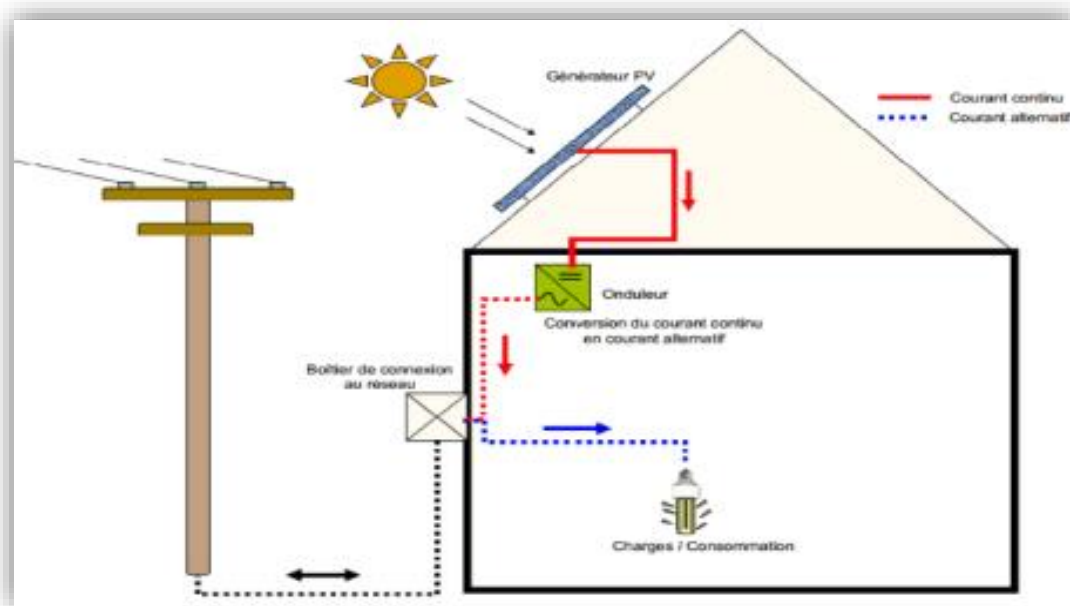 Générateur PV
Courant continu
Courant alternatif
Onduleur
Conversion du courant continu
en courant alternatif
Boîtier de connexion
au réseau
Charges / Consommation